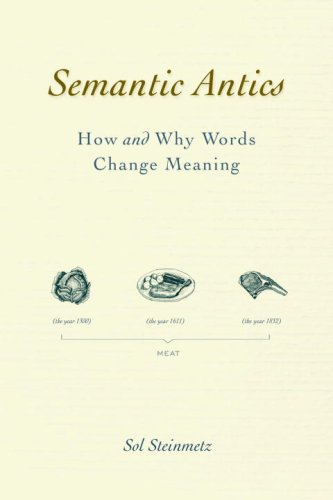 Semantic Antics
How and Why Words
Change Meaning
(the year 1300) (the year 1611) (the year 1832)
MEAT
Sol Steinmetz